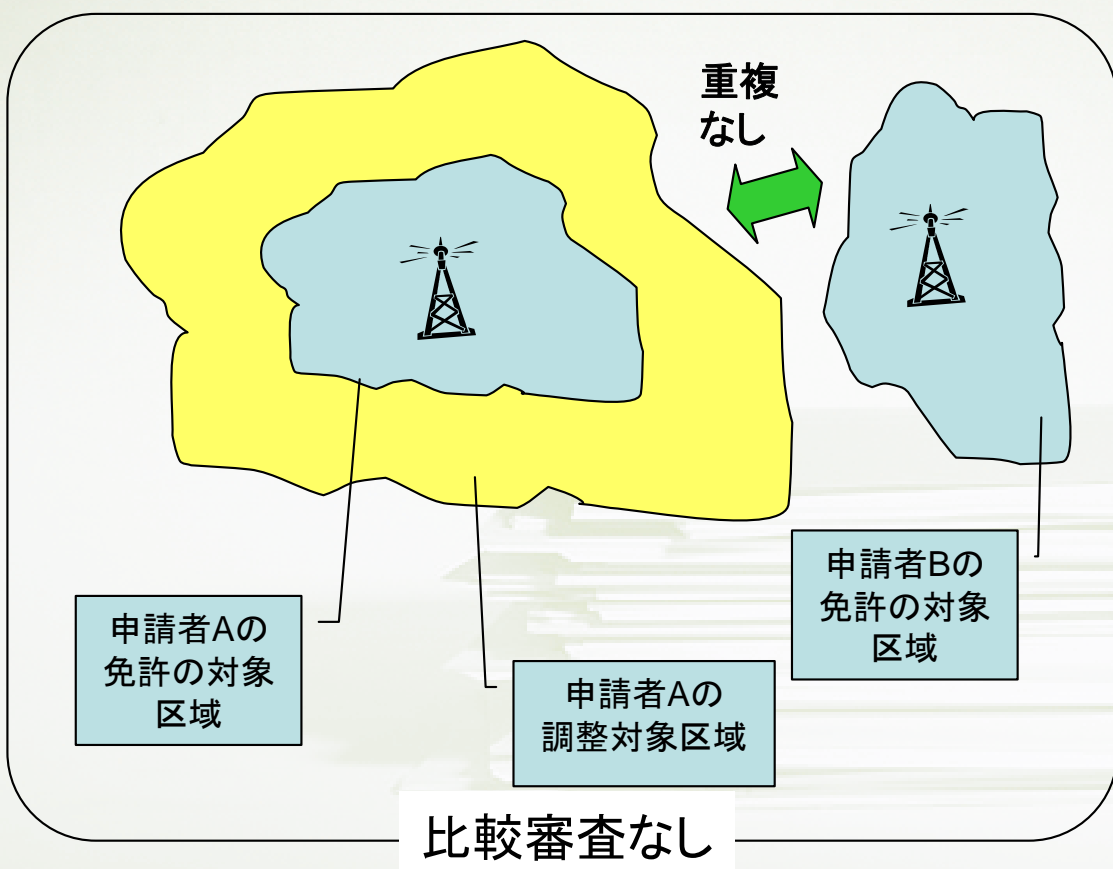 重複
なし
申請者Aの
免許の対象
区域
申請者Aの
調整対象区域
申請者Bの
免許の対象
区域
比較審査なし